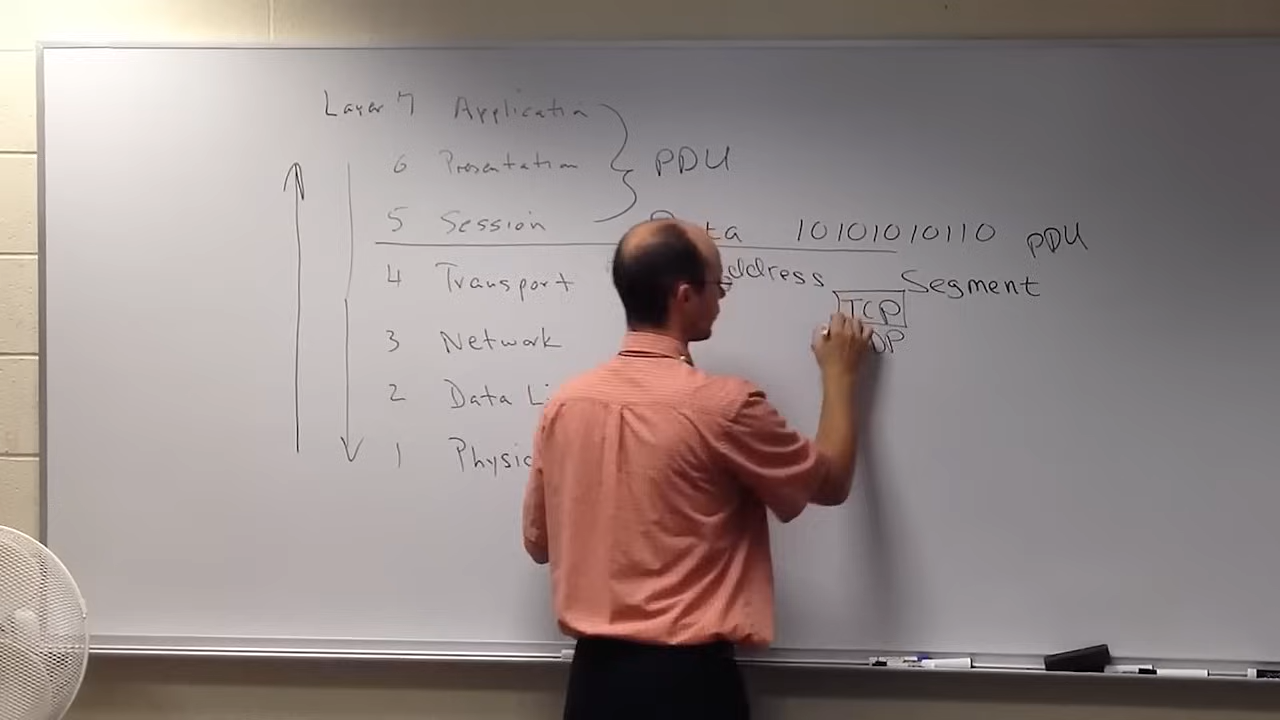 Layer 7 Application
6 Presentation PDU
5 Session ta 10101010110 PDU
4 Transport ddress Segment
TCP
3 Network DP
2 Data Li
1 Physic